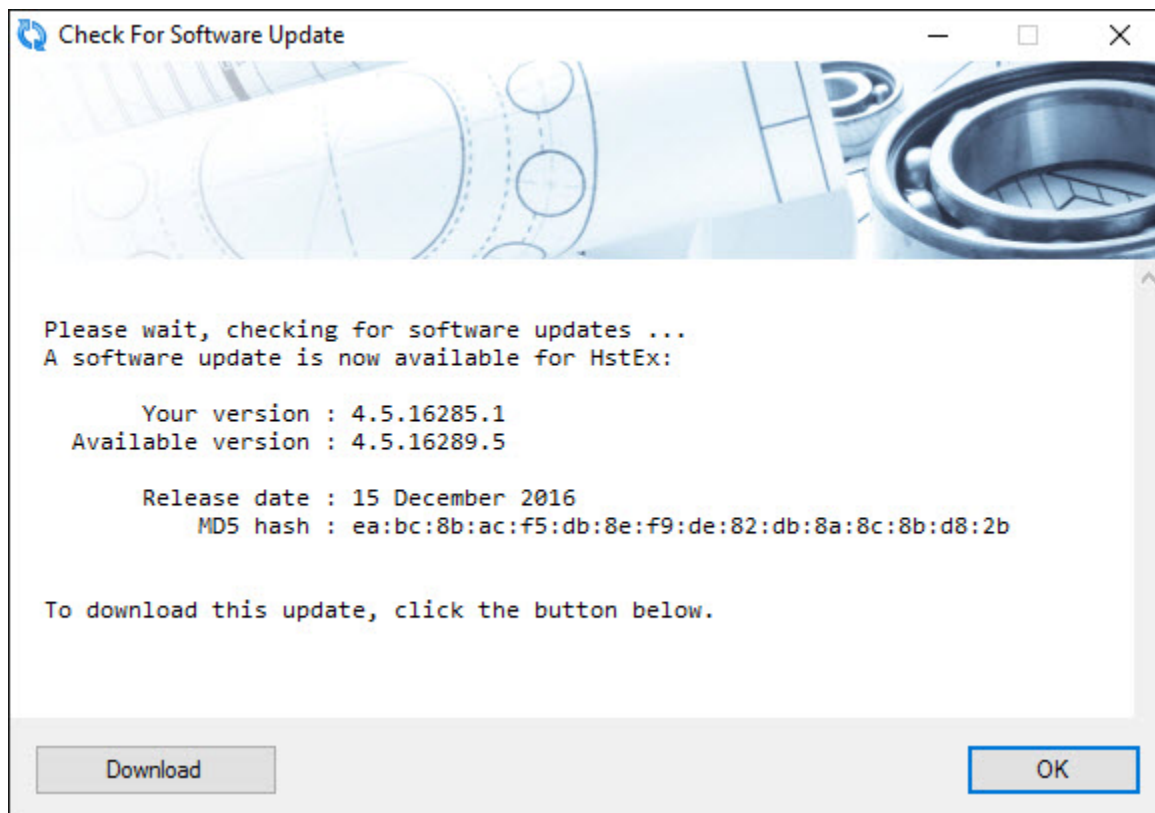 Check For Software Update
Please wait, checking for software updates ...
A software update is now available for HstEx:
Your version : 4.5.16285.1
Available version : 4.5.16289.5
Release date : 15 December 2016
MD5 hash : ea:bc:8b:ac:f5:db:8e:f9:de:82:db:8a:8c:8b:d8:2b
To download this update, click the button below.
Download
OK